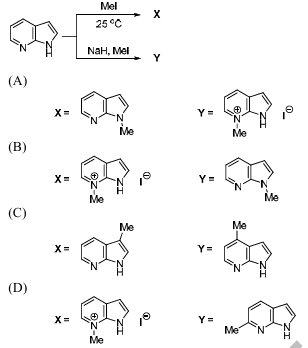 MeI
X
25 °C
N
N
H
NaH, MeI
Y
(A)
X =
N
N
Me
Y =
N
⊕
N
H
Me
I⊖
(B)
X =
N
⊕
N
H
Me
I⊖
Y =
N
N
Me
(C)
Me
X =
N
N
H
Me
Y =
N
N
H
(D)
X =
N
⊕
N
H
Me
I⊖
Y =
Me
N
N
H